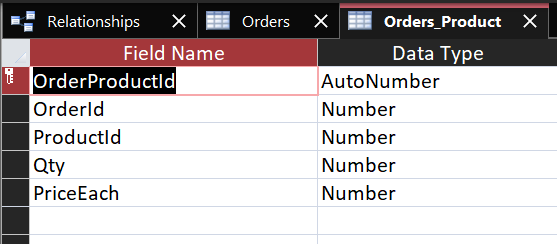 Relationships Orders Orders_Product
Field Name Data Type
OrderProductId AutoNumber
OrderId Number
ProductId Number
Qty Number
PriceEach Number